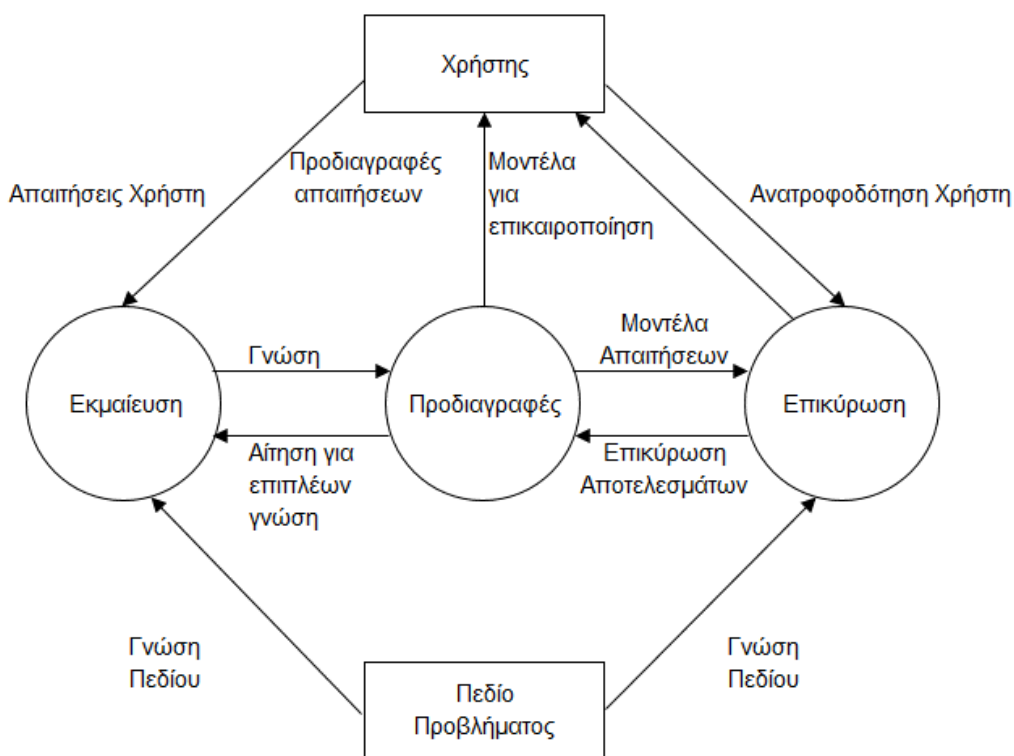 Χρήστης
Απαιτήσεις Χρήστη
Προδιαγραφές
απαιτήσεων
Μοντέλα
για
επικαιροποίηση
Ανατροφοδότηση Χρήστη
Εκμαίευση
Γνώση
Αίτηση για
επιπλέων
γνώση
Προδιαγραφές
Μοντέλα
Απαιτήσεων
Επικύρωση
Αποτελεσμάτων
Επικύρωση
Γνώση
Πεδίου
Πεδίο
Προβλήματος
Γνώση
Πεδίου